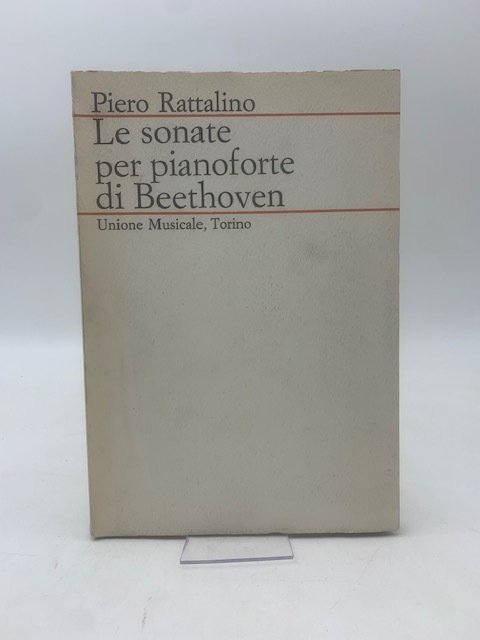 Piero Rattalino
Le sonate
per pianoforte
di Beethoven
Unione Musicale, Torino